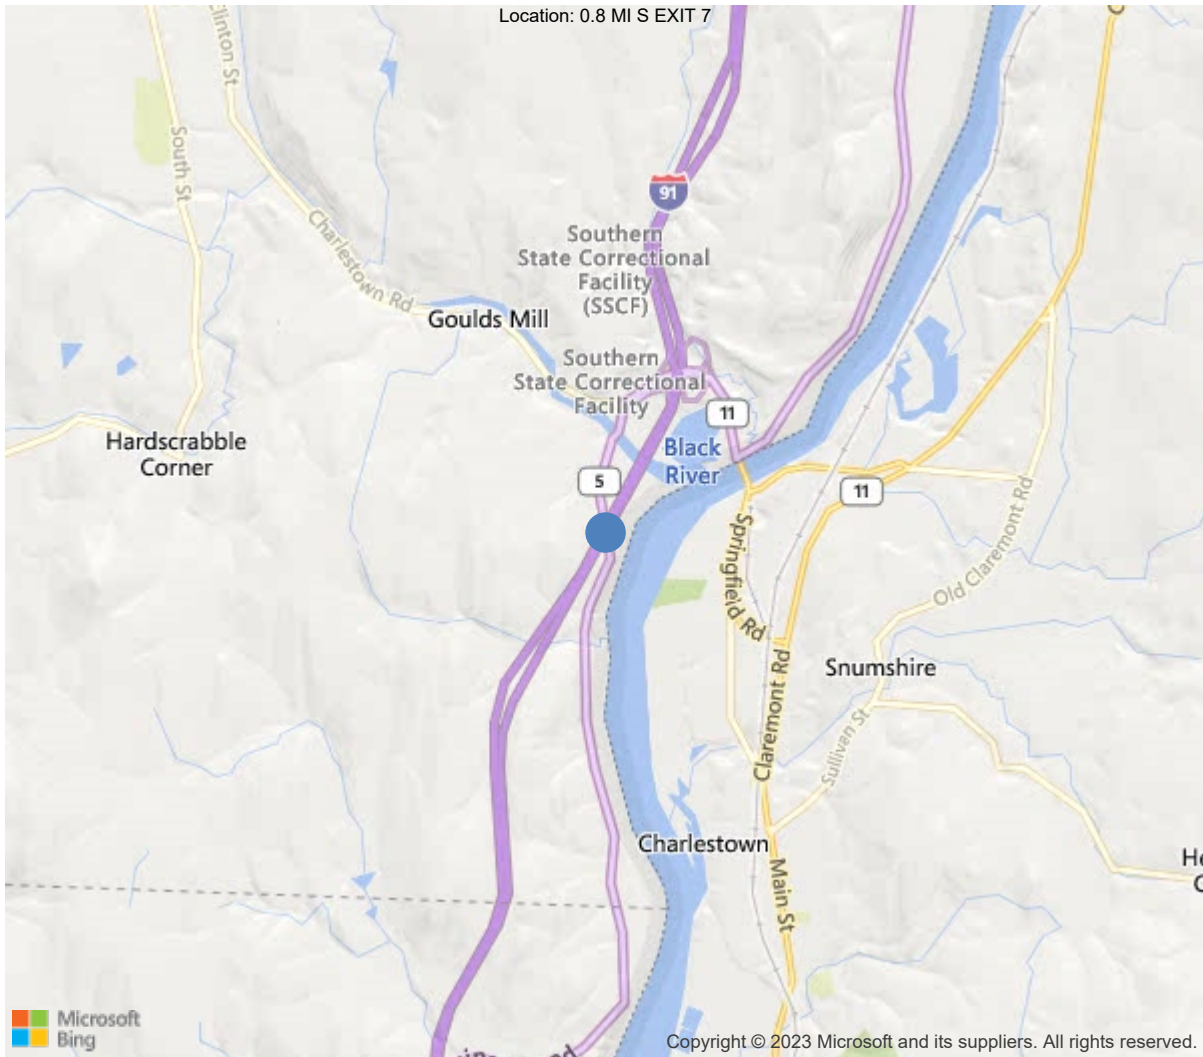 Location: 0.8 MI S EXIT 7
Clinton St
South St
91
Charlestown Rd
Southern
State Correctional
Facility
(SSCF)
Goulds Mill
Southern
State Correctional
Facility
11
Hardscrabble
Corner
Black
River
5
11
Springfield Rd
Old Claremont Rd
Claremont Rd
Snumshire
Sullivan St
Charlestown
Main St
Microsoft
Bing
Copyright © 2023 Microsoft and its suppliers. All rights reserved.